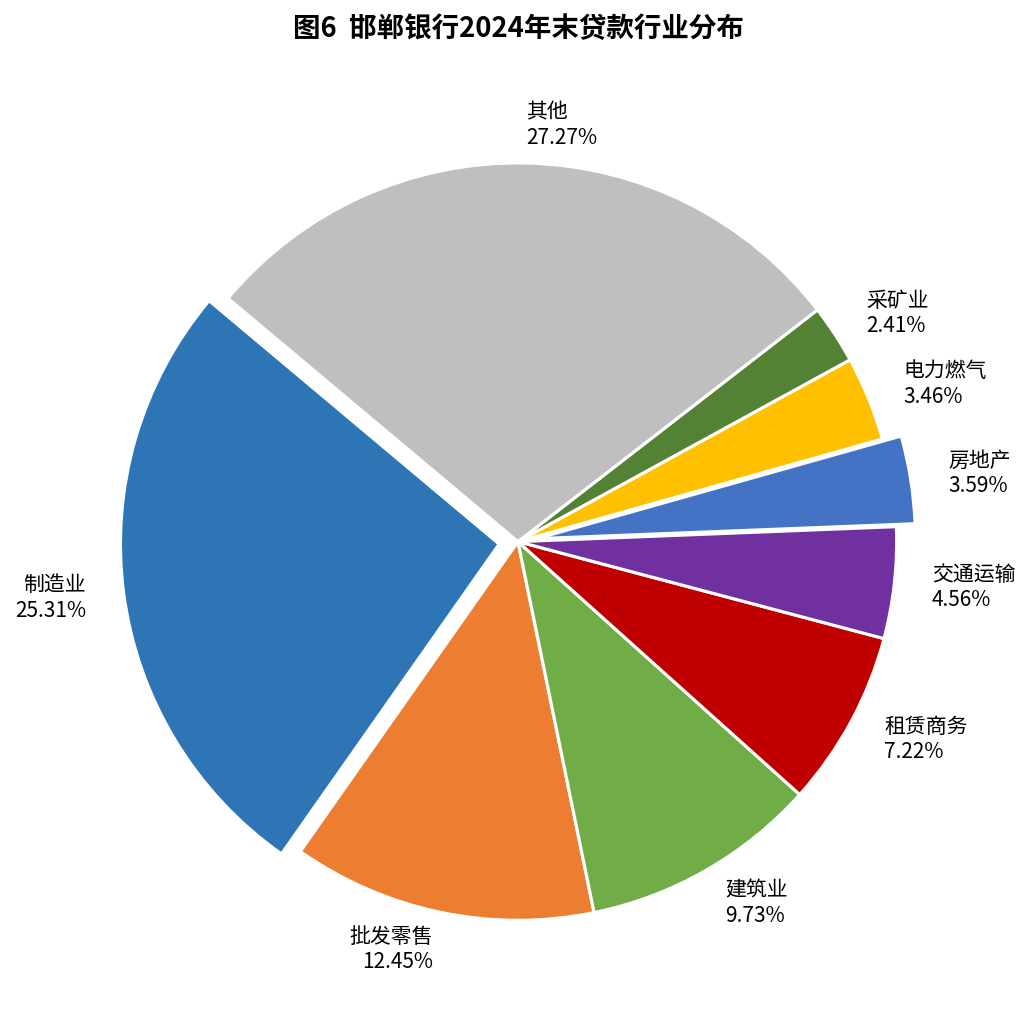 图6  邯郸银行2024年末贷款行业分布
其他
27.27%
采矿业
2.41%
电力燃气
3.46%
房地产
3.59%
交通运输
4.56%
租赁商务
7.22%
建筑业
9.73%
批发零售
12.45%
制造业
25.31%